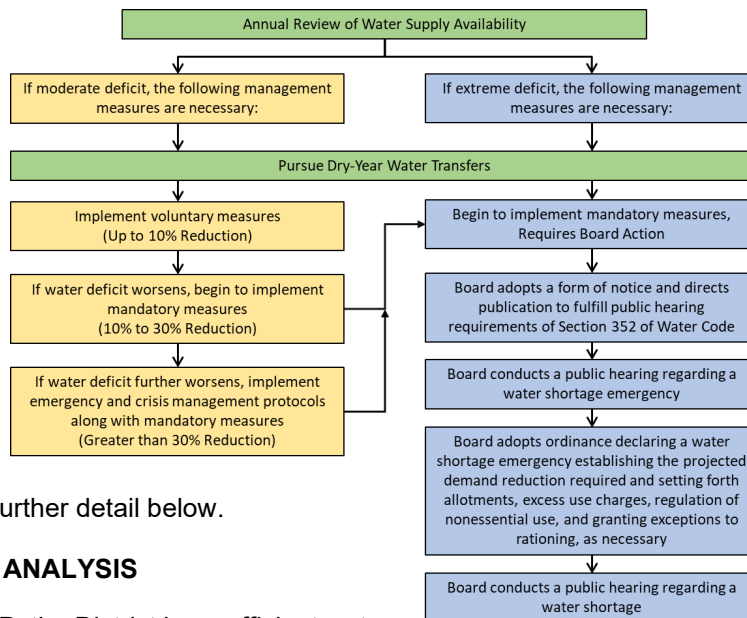 Annual Review of Water Supply Availability
If moderate deficit, the following management
measures are necessary:
If extreme deficit, the following management
measures are necessary:
Pursue Dry-Year Water Transfers
Implement voluntary measures
(Up to 10% Reduction)
If water deficit worsens, begin to implement
mandatory measures
(10% to 30% Reduction)
If water deficit further worsens, implement
emergency and crisis management protocols
along with mandatory measures
(Greater than 30% Reduction)
Begin to implement mandatory measures,
Requires Board Action
Board adopts a form of notice and directs
publication to fulfill public hearing
requirements of Section 352 of Water Code
Board conducts a public hearing regarding a
water shortage emergency
Board adopts ordinance declaring a water
shortage emergency establishing the projected
demand reduction required and setting forth
allotments, excess use charges, regulation of
nonessential use, and granting exceptions to
rationing, as necessary
Board conducts a public hearing regarding a
water shortage
urther detail below.
ANALYSIS